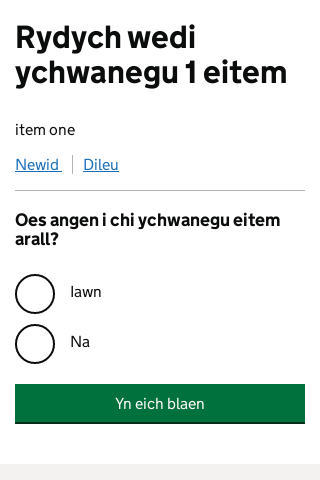 Rydych wedi
ychwanegu 1 eitem
item one
Newid Dileu
Oes angen i chi ychwanegu eitem
arall?
Iawn
Na
Yn eich blaen